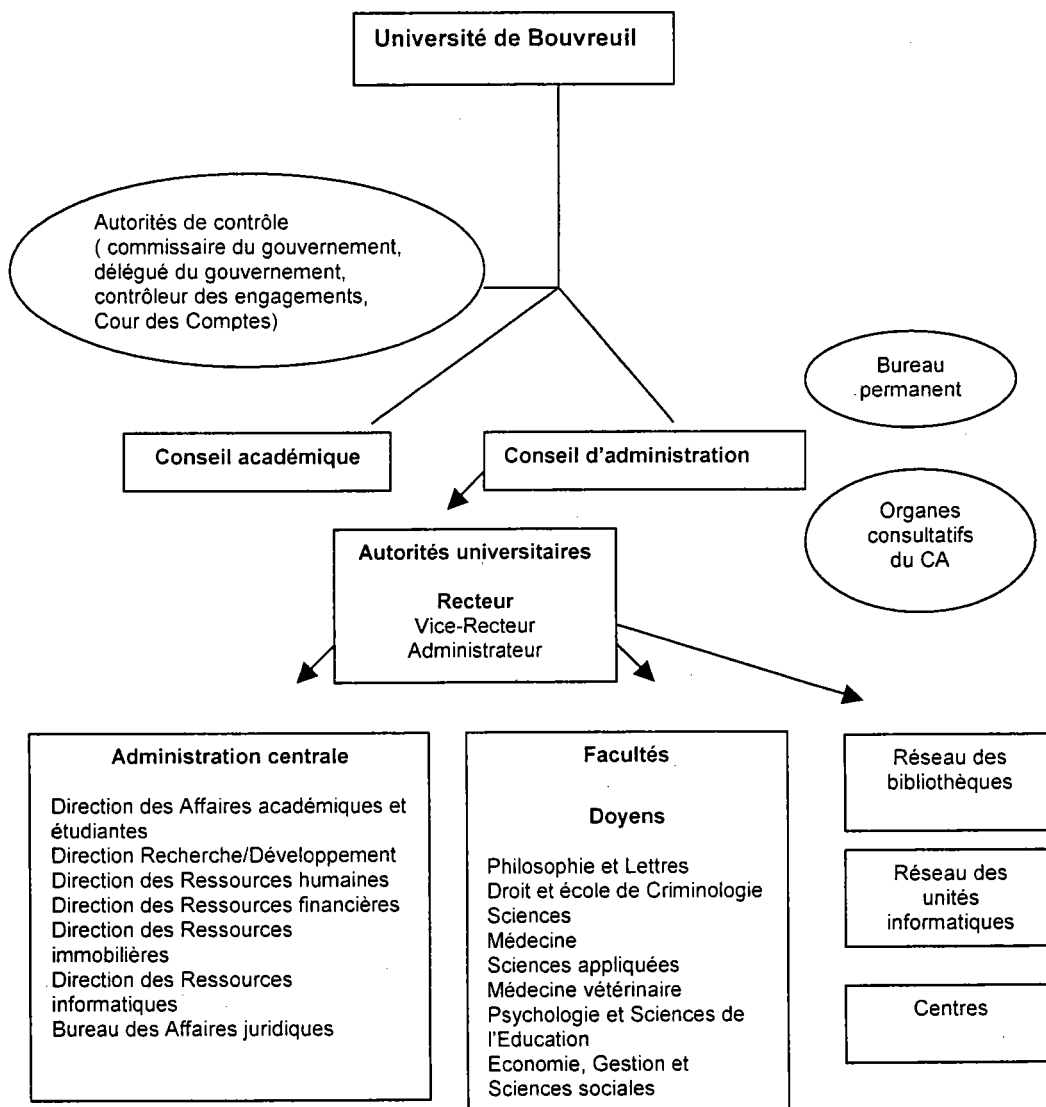 Université de Bouvreuil
Autorités de contrôle
( commissaire du gouvernement,
délégué du gouvernement,
contrôleur des engagements,
Cour des Comptes)
Bureau
permanent
Conseil académique
Conseil d'administration
Organes
consultatifs
du CA
Autorités universitaires
Recteur
Vice-Recteur
Administrateur
Administration centrale
Direction des Affaires académiques et
étudiantes
Direction Recherche/Développement
Direction des Ressources humaines
Direction des Ressources financières
Direction des Ressources
immobilières
Direction des Ressources
informatiques
Bureau des Affaires juridiques
Facultés
Doyens
Philosophie et Lettres
Droit et école de Criminologie
Sciences
Médecine
Sciences appliquées
Médecine vétérinaire
Psychologie et Sciences de
l'Education
Economie, Gestion et
Sciences sociales
Réseau des
bibliothèques
Réseau des
unités
informatiques
Centres